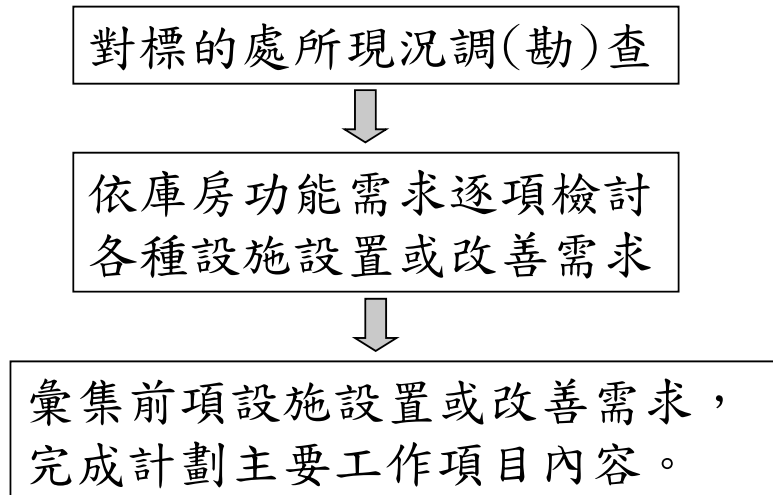 對標的處所現況調(勘)查
依庫房功能需求逐項檢討
各種設施設置或改善需求
彙集前項設施設置或改善需求，
完成計劃主要工作項目內容。